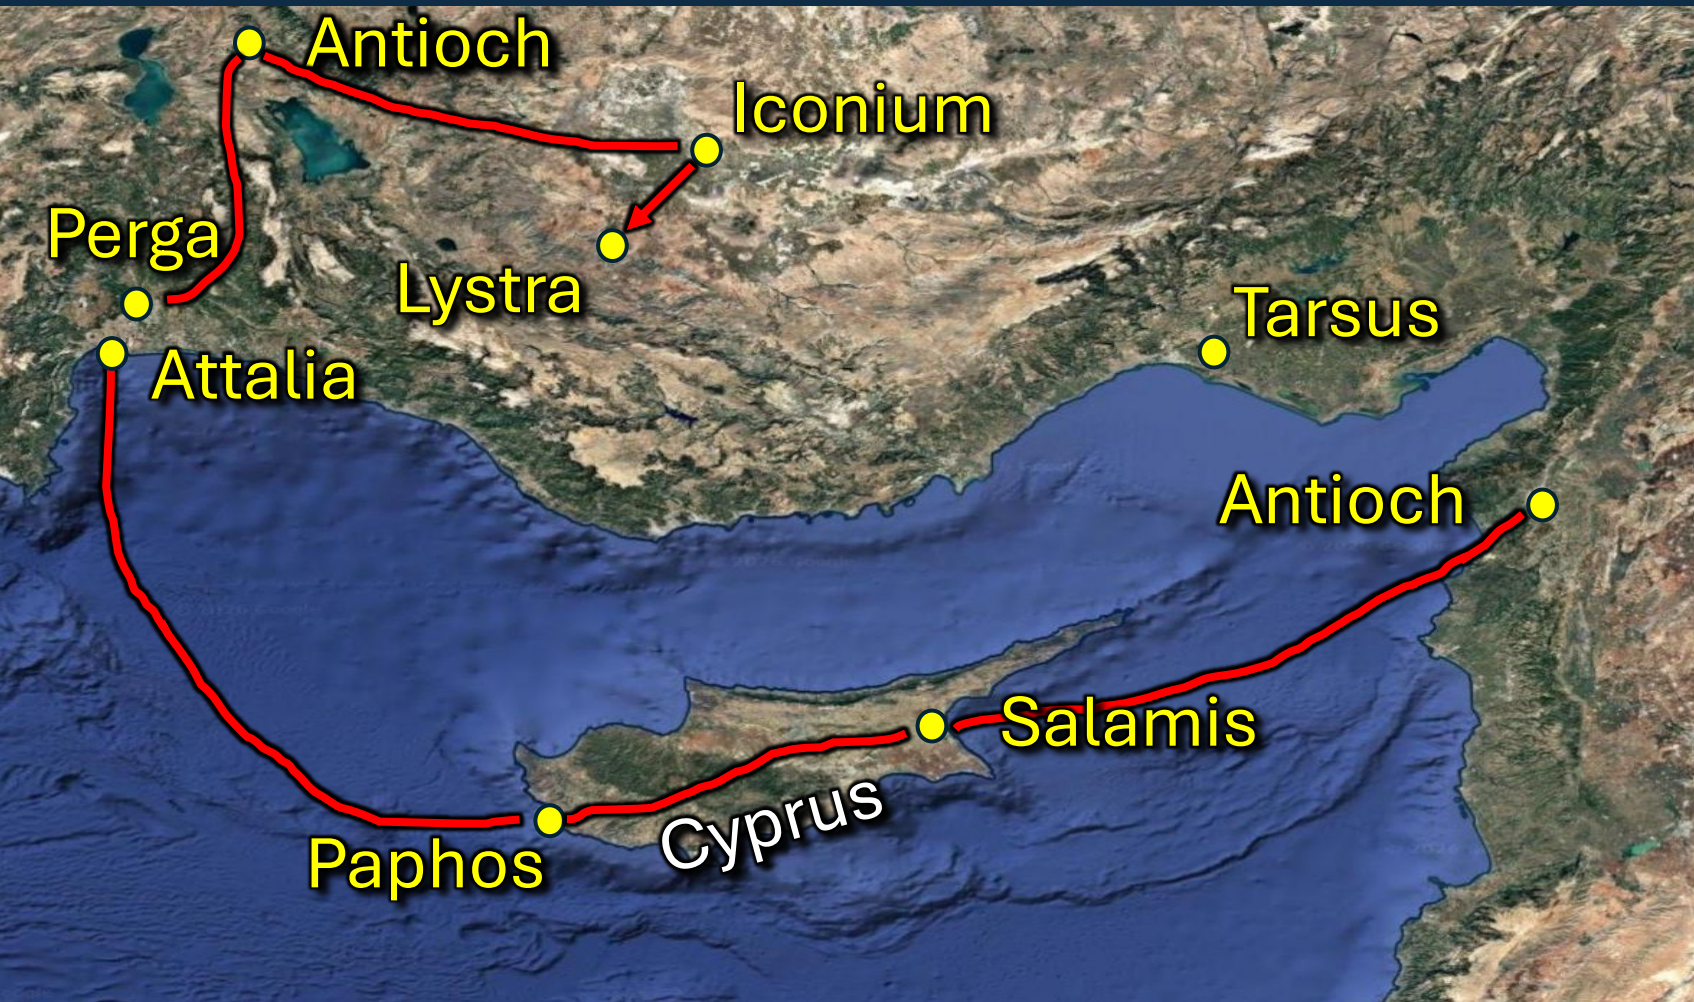 Antioch
Iconium
Perga
Lystra
Tarsus
Attalia
Antioch
Salamis
Cyprus
Paphos